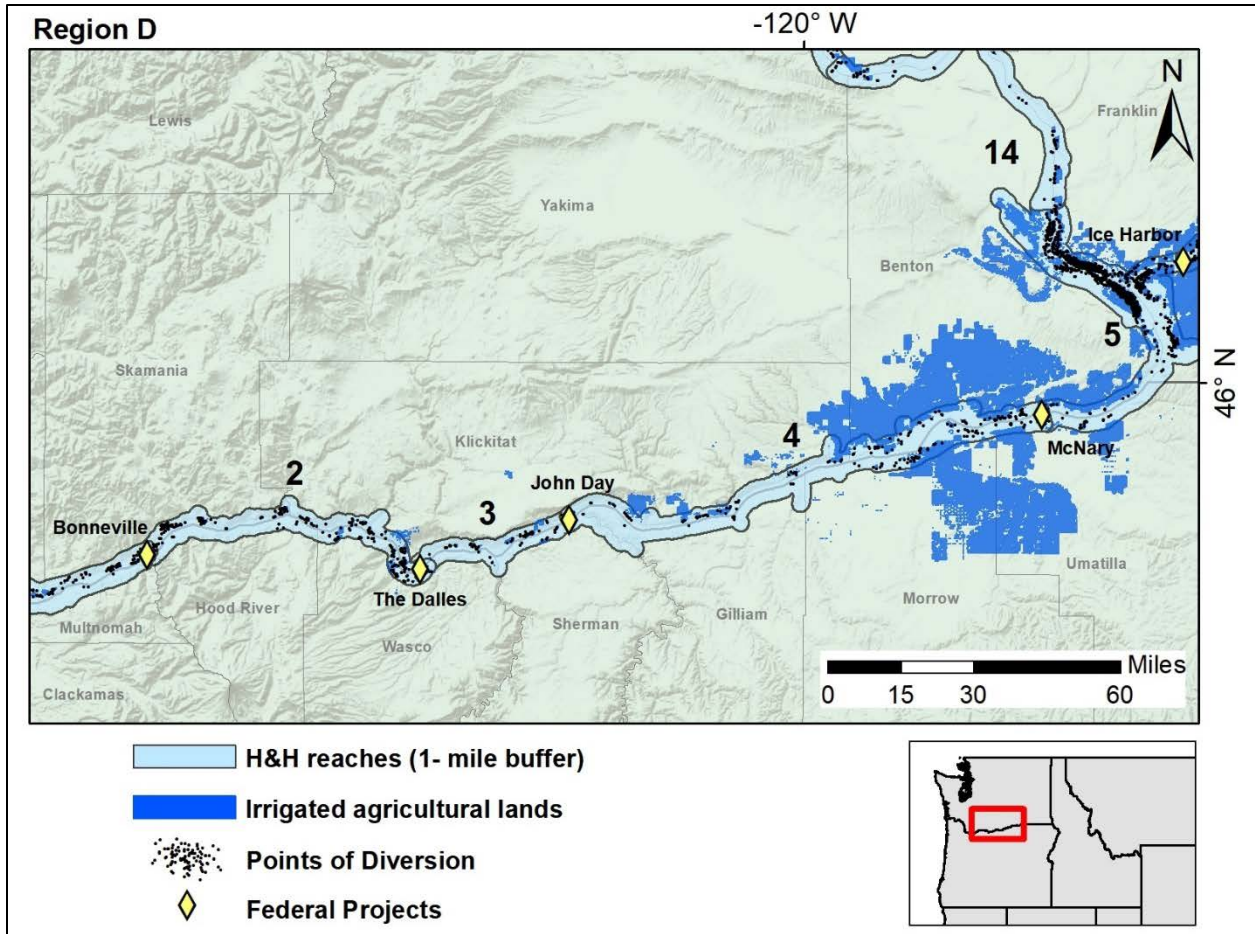 Region D
-120° W
N
Lewis
Franklin
14
Yakima
Ice Harbor
Benton
5
46° N
Skamania
Klickitat
4
McNary
2
John Day
3
Bonneville
The Dalles
Umatilla
Hood River
Morrow
Gilliam
Sherman
Multnomah
Wasco
Clackamas
Miles
0 15 30 60
H&H reaches (1- mile buffer)
Irrigated agricultural lands
Points of Diversion
Federal Projects